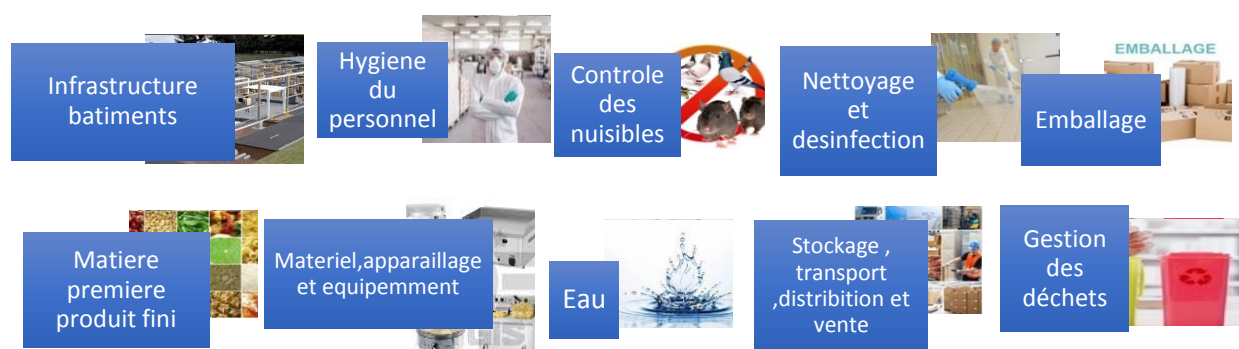 Infrastructure
batiments
Hygiene
du
personnel
Controle
des
nuisibles
Nettoyage
et
desinfection
EMBALLAGE
Emballage
Matiere
premiere
produit fini
Materiel,apparaillage
et equipemment
Eau
Stockage ,
transport
,distribition et
vente
Gestion
des
déchets